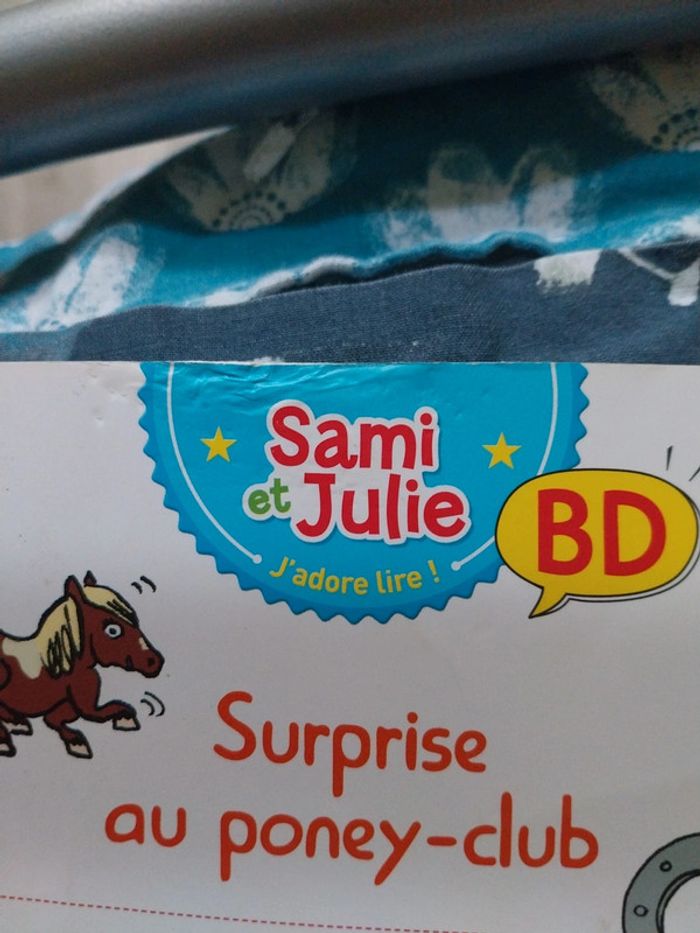 Sami
et Julie
J'adore lire !
BD
Surprise
au poney-club